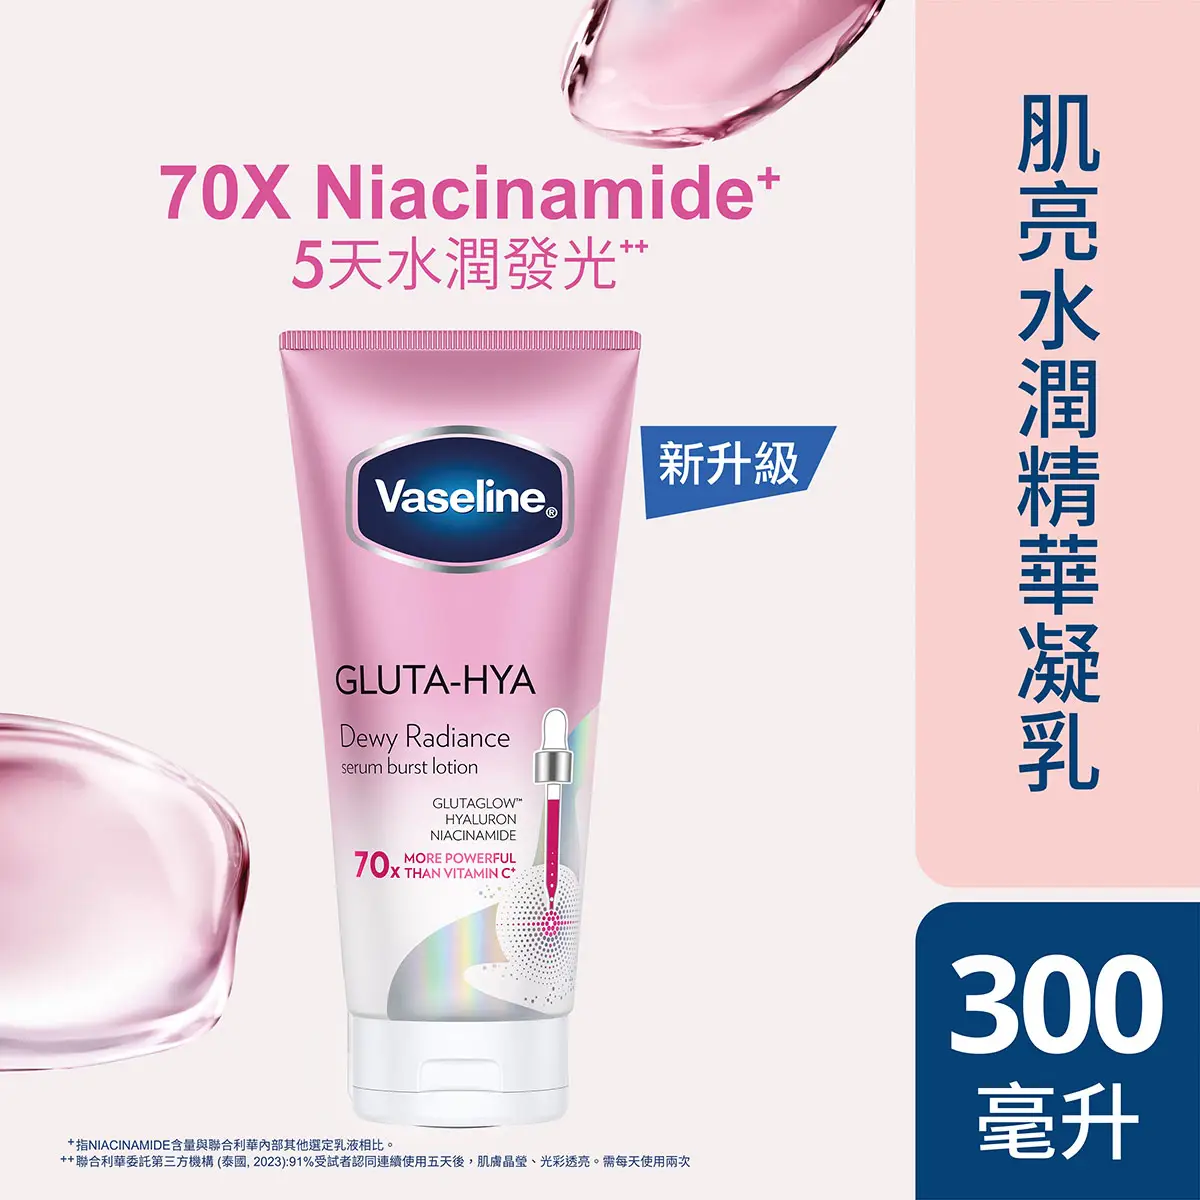 70X Niacinamide⁺
5天水潤發光⁺⁺
新升級
Vaseline®
GLUTA-HYA
Dewy Radiance
serum burst lotion
GLUTAGLOW™
HYALURON
NIACINAMIDE
70x MORE POWERFUL
THAN VITAMIN C⁺
肌亮水潤精華凝乳
300
毫升
⁺指NIACINAMIDE含量與聯合利華內部其他選定乳液相比。
⁺⁺聯合利華委託第三方機構 (泰國, 2023):91%受試者認同連續使用五天後，肌膚晶瑩、光彩透亮。需每天使用兩次